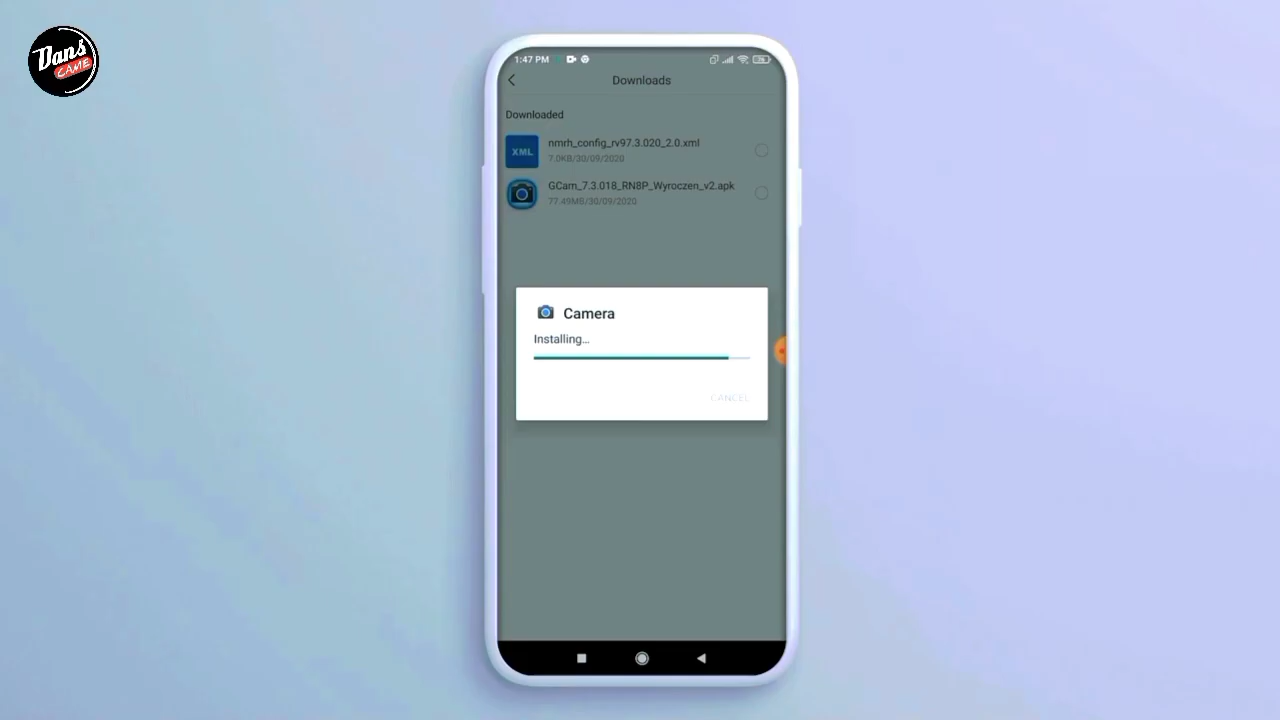 Dans
CAME
1:47 PM
Downloads
Downloaded
XML
nmrh_config_rv97.3.020_2.0.xml
7.0KB/30/09/2020
GCam_7.3.018_RN8P_Wyroczen_v2.apk
77.49MB/30/09/2020
Camera
Installing...
CANCEL